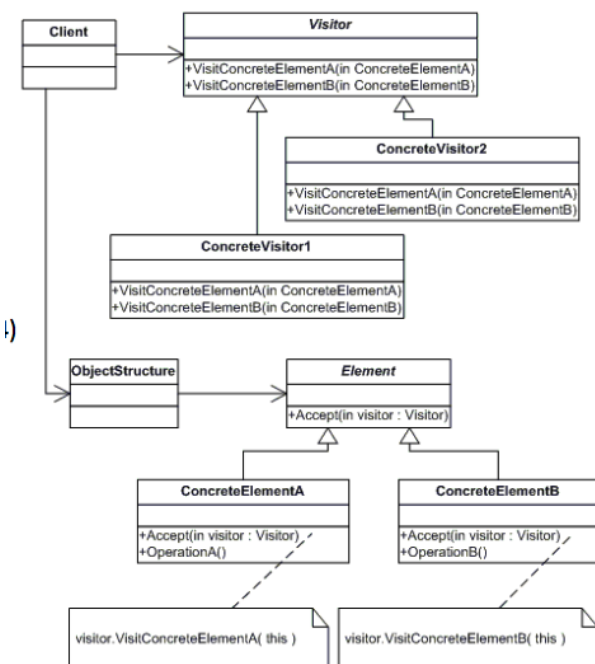 Client
Visitor
+VisitConcreteElementA(in ConcreteElementA)
+VisitConcreteElementB(in ConcreteElementB)
ConcreteVisitor2
+VisitConcreteElementA(in ConcreteElementA)
+VisitConcreteElementB(in ConcreteElementB)
ConcreteVisitor1
+VisitConcreteElementA(in ConcreteElementA)
+VisitConcreteElementB(in ConcreteElementB)
)
ObjectStructure
Element
+Accept(in visitor : Visitor)
ConcreteElementA
+Accept(in visitor : Visitor)
+OperationA()
ConcreteElementB
+Accept(in visitor : Visitor)
+OperationB()
visitor.VisitConcreteElementA( this )
visitor.VisitConcreteElementB( this )